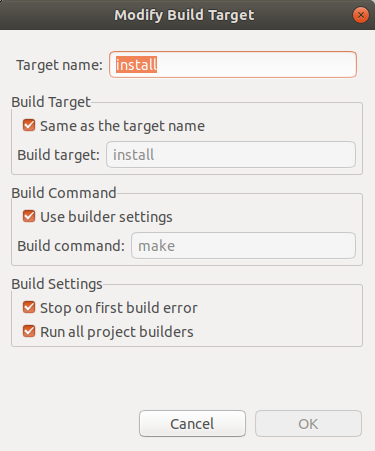 Modify Build Target
Target name: install
Build Target
Same as the target name
Build target: install
Build Command
Use builder settings
Build command: make
Build Settings
Stop on first build error
Run all project builders
Cancel OK